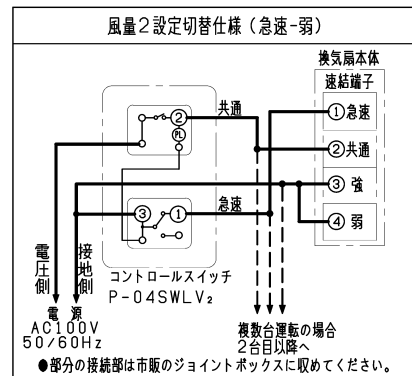 風量2設定切替仕様(急速-弱)
換気扇本体
速結端子
①急速
②共通
③ 強
④ 弱
共通
②
PL
急速
③
①
コントロールスイッチ
P-04SWLV₂
電圧側
接地側
電 源
AC100V
50/60Hz
複数台運転の場合
2台目以降へ
●部分の接続部は市販のジョイントボックスに収めてください。